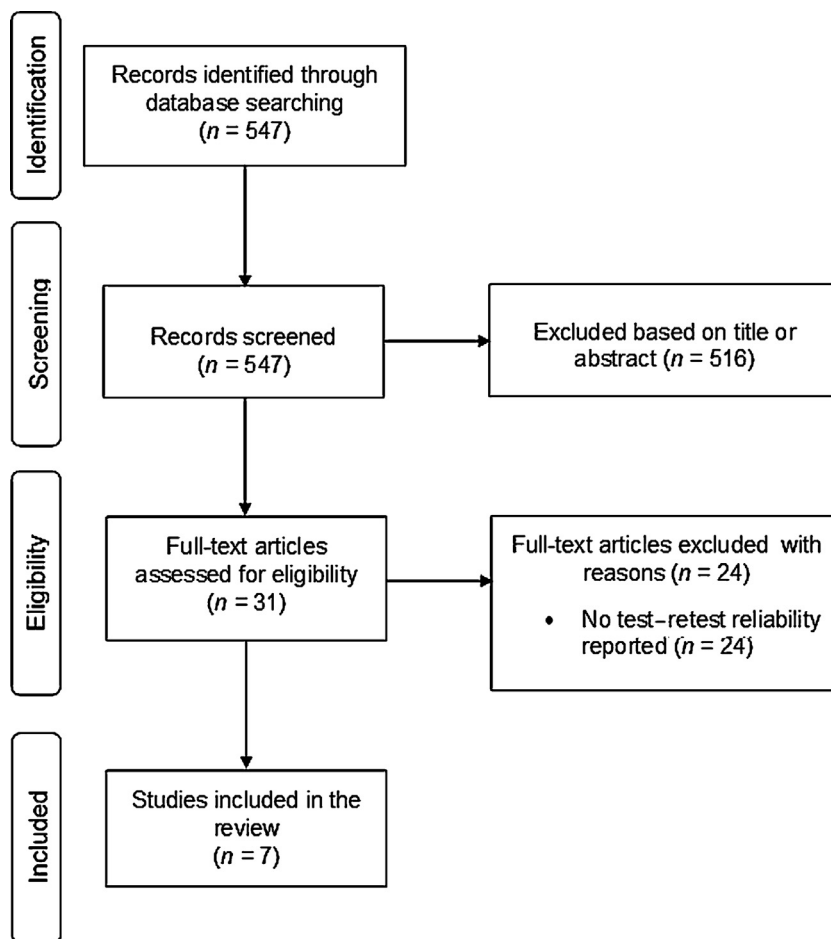 Identification
Records identified through
database searching
(n = 547)
Screening
Records screened
(n = 547)
Excluded based on title or
abstract (n = 516)
Eligibility
Full-text articles
assessed for eligibility
(n = 31)
Full-text articles excluded with
reasons (n = 24)
• No test–retest reliability
reported (n = 24)
Included
Studies included in the
review
(n = 7)